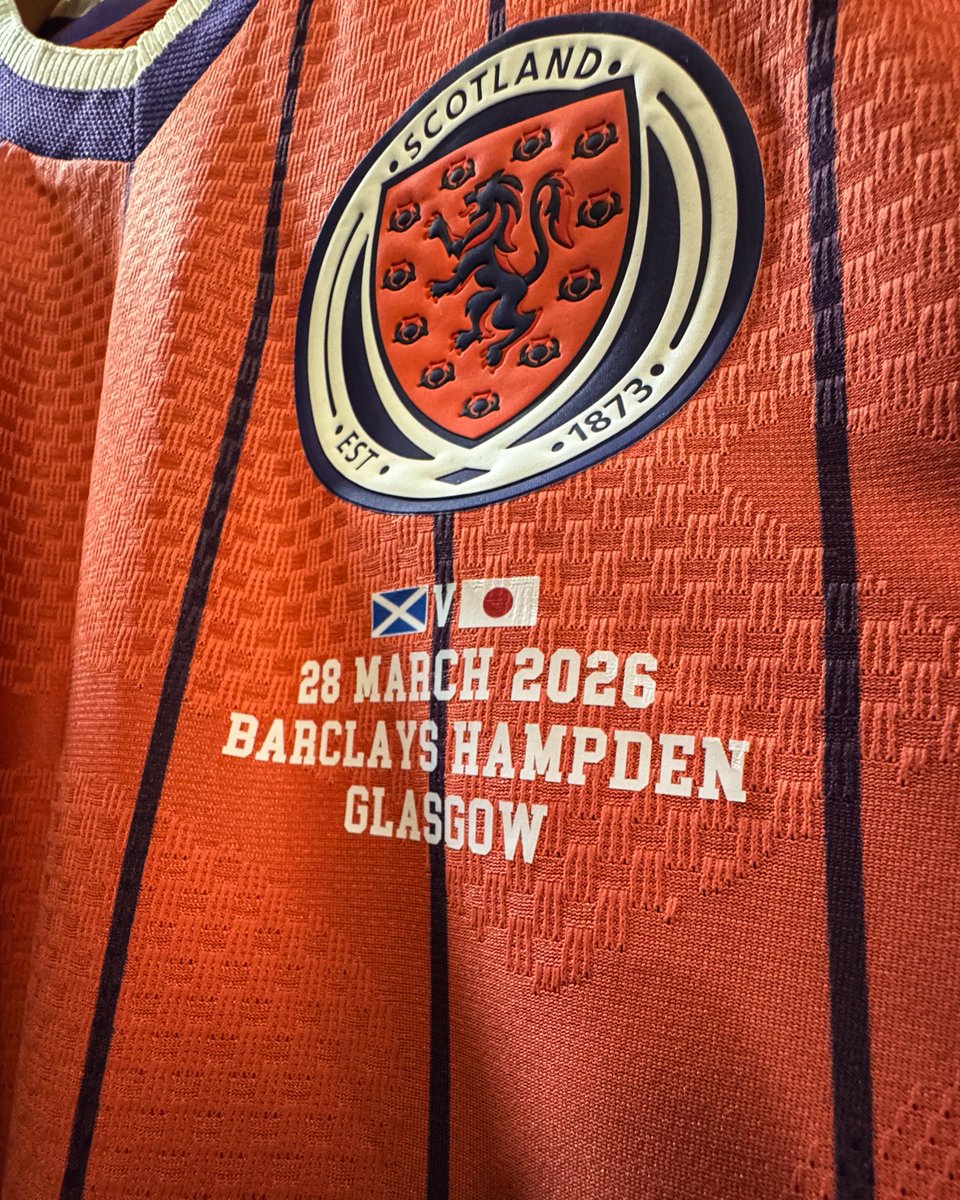 • SCOTLAND •
• EST •
• 1873 •
V
28 MARCH 2026
BARCLAYS HAMPDEN
GLASGOW